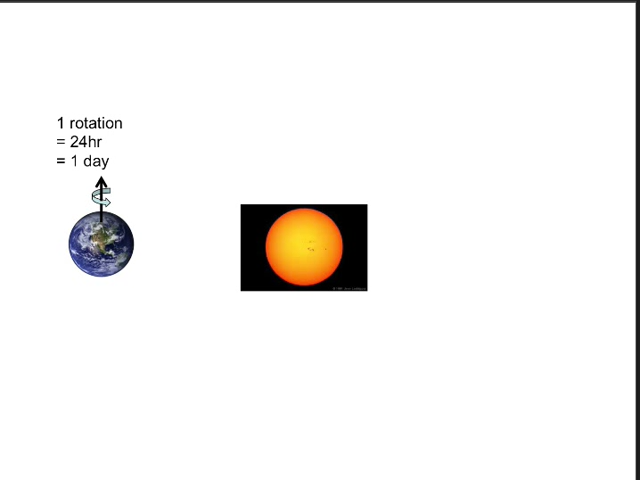 1 rotation
= 24hr
= 1 day